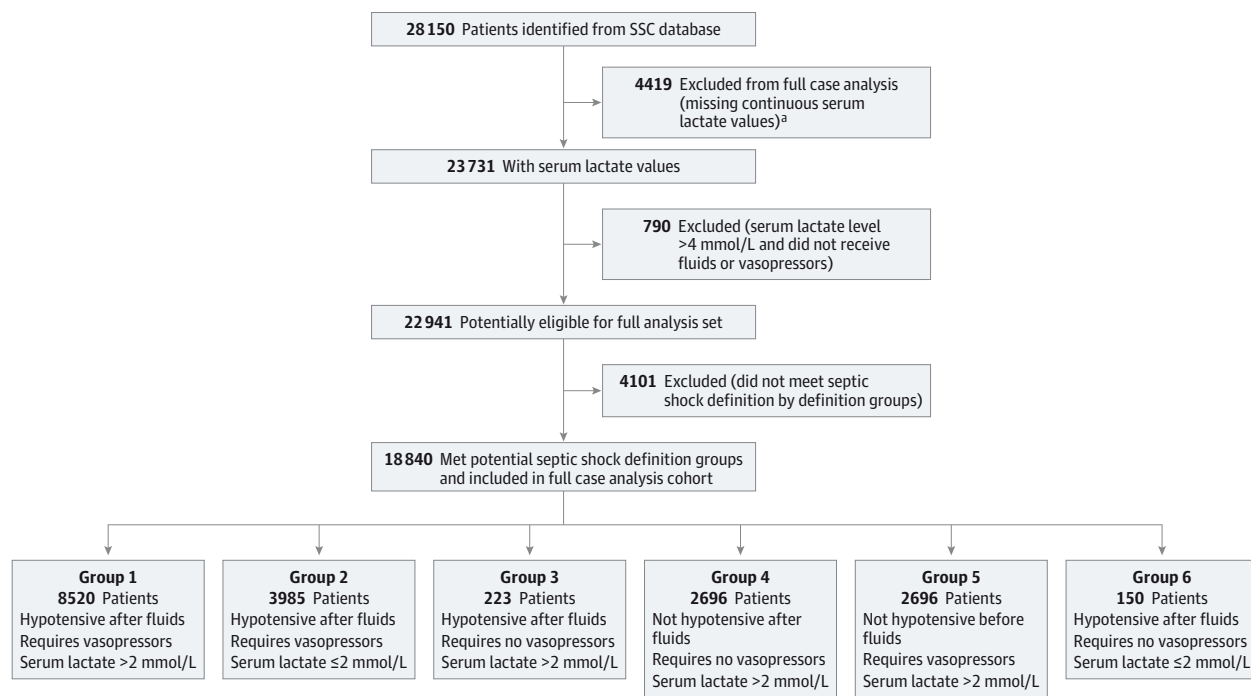 28 150 Patients identified from SSC database
4419 Excluded from full case analysis
(missing continuous serum
lactate values)a
23 731 With serum lactate values
790 Excluded (serum lactate level
>4 mmol/L and did not receive
fluids or vasopressors)
22 941 Potentially eligible for full analysis set
4101 Excluded (did not meet septic
shock definition by definition groups)
18 840 Met potential septic shock definition groups
and included in full case analysis cohort
Group 1
8520 Patients
Hypotensive after fluids
Requires vasopressors
Serum lactate >2 mmol/L
Group 2
3985 Patients
Hypotensive after fluids
Requires vasopressors
Serum lactate ≤2 mmol/L
Group 3
223 Patients
Hypotensive after fluids
Requires no vasopressors
Serum lactate >2 mmol/L
Group 4
2696 Patients
Not hypotensive after
fluids
Requires no vasopressors
Serum lactate >2 mmol/L
Group 5
2696 Patients
Not hypotensive before
fluids
Requires vasopressors
Serum lactate >2 mmol/L
Group 6
150 Patients
Hypotensive after fluids
Requires no vasopressors
Serum lactate ≤2 mmol/L